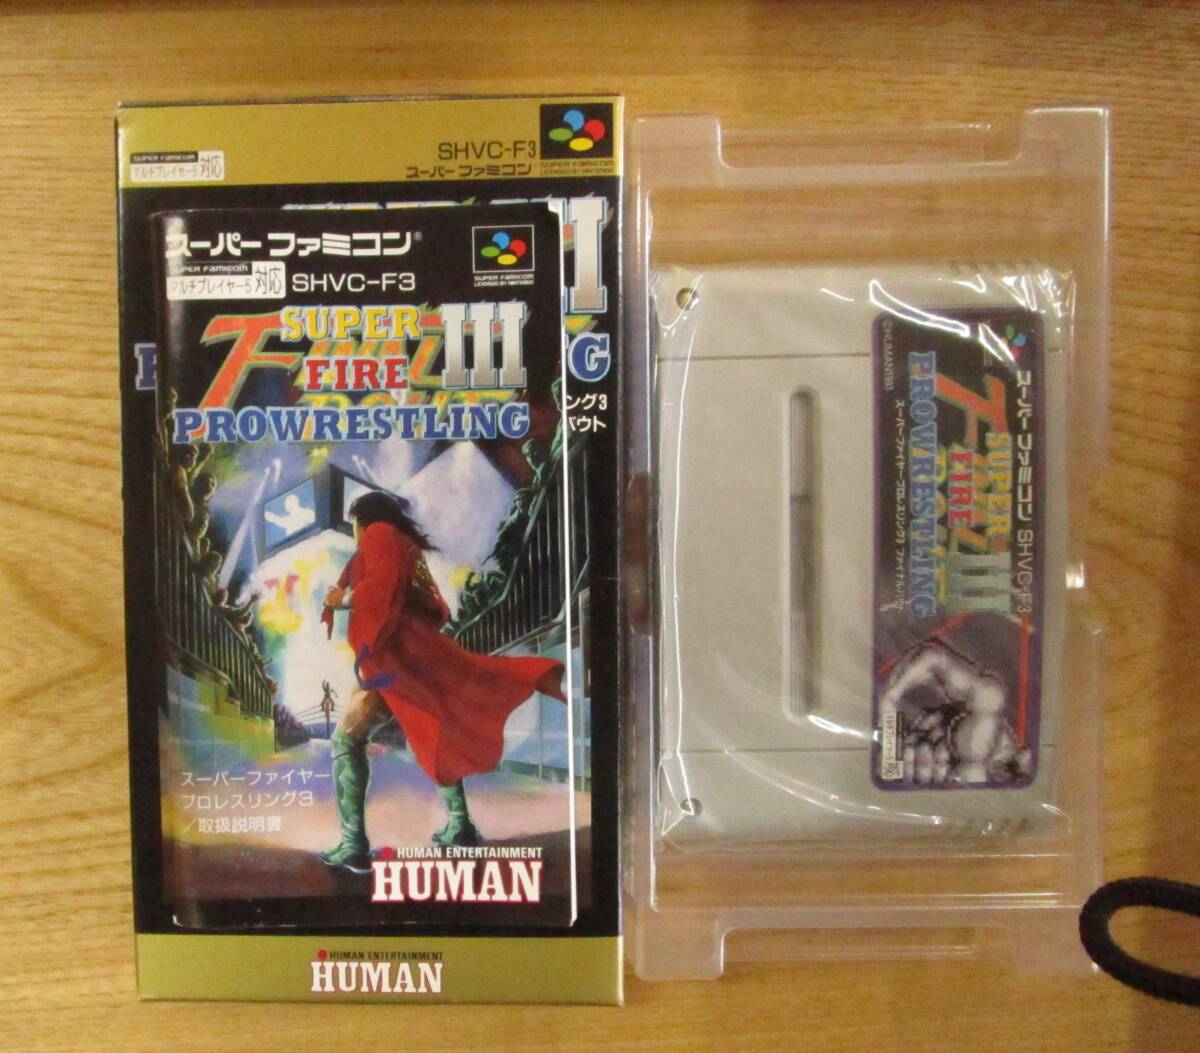 SHVC-F3
スーパーファミコン
SUPER FAMICOM
LICENSED BY NINTENDO
SUPER FAMICOM
マルチプレイヤー5 対応
III
NG
ング3
バウト
スーパーファミコン®
SUPER FAMICOM
マルチプレイヤー5 対応
SHVC-F3
SUPER FAMICOM
LICENSED BY NINTENDO
SUPER
FIRE III
FINAL BOUT
PROWRESTLING
スーパーファイヤー
プロレスリング3
/取扱説明書
HUMAN ENTERTAINMENT
HUMAN
HUMAN ENTERTAINMENT
HUMAN
スーパーファミコン SHVC-F3
SUPER
FIRE III
PROWRESTLING
スーパーファイヤープロレスリング3 ファイナルバウト